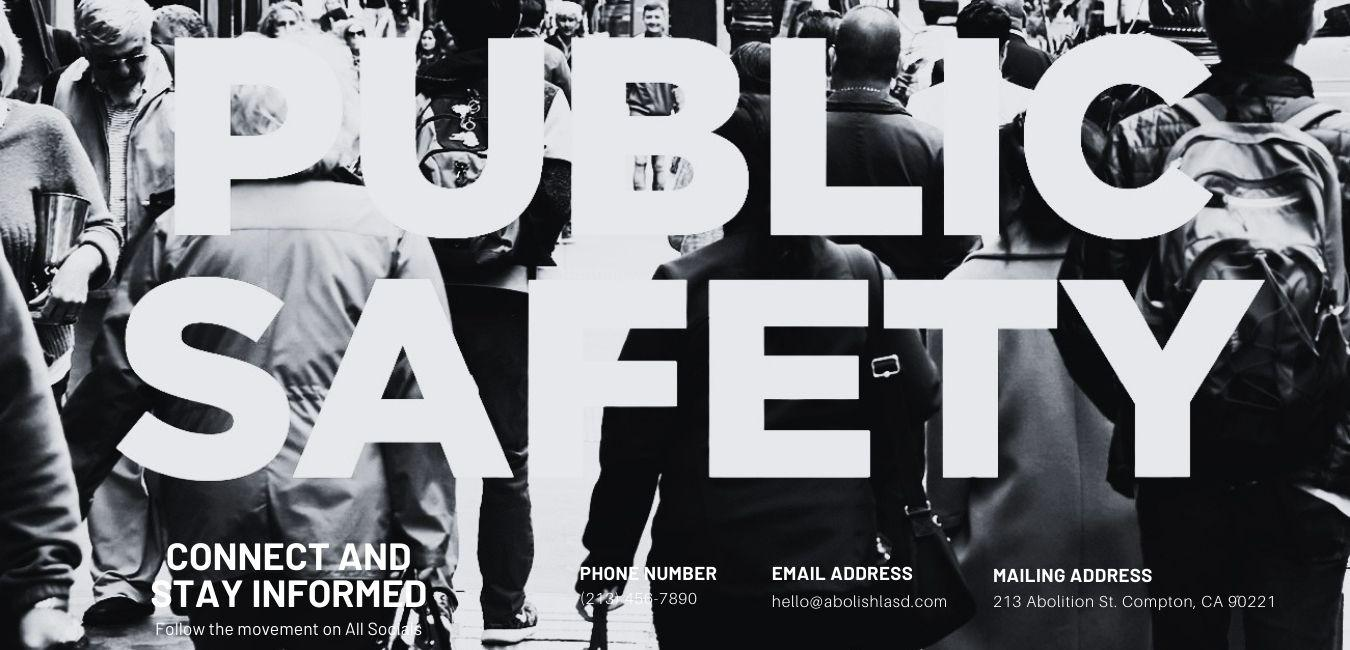 PUBLIC
SAFETY
CONNECT AND
STAY INFORMED
Follow the movement on All Socials
PHONE NUMBER
(213) 456-7890
EMAIL ADDRESS
hello@abolishlasd.com
MAILING ADDRESS
213 Abolition St. Compton, CA 90221